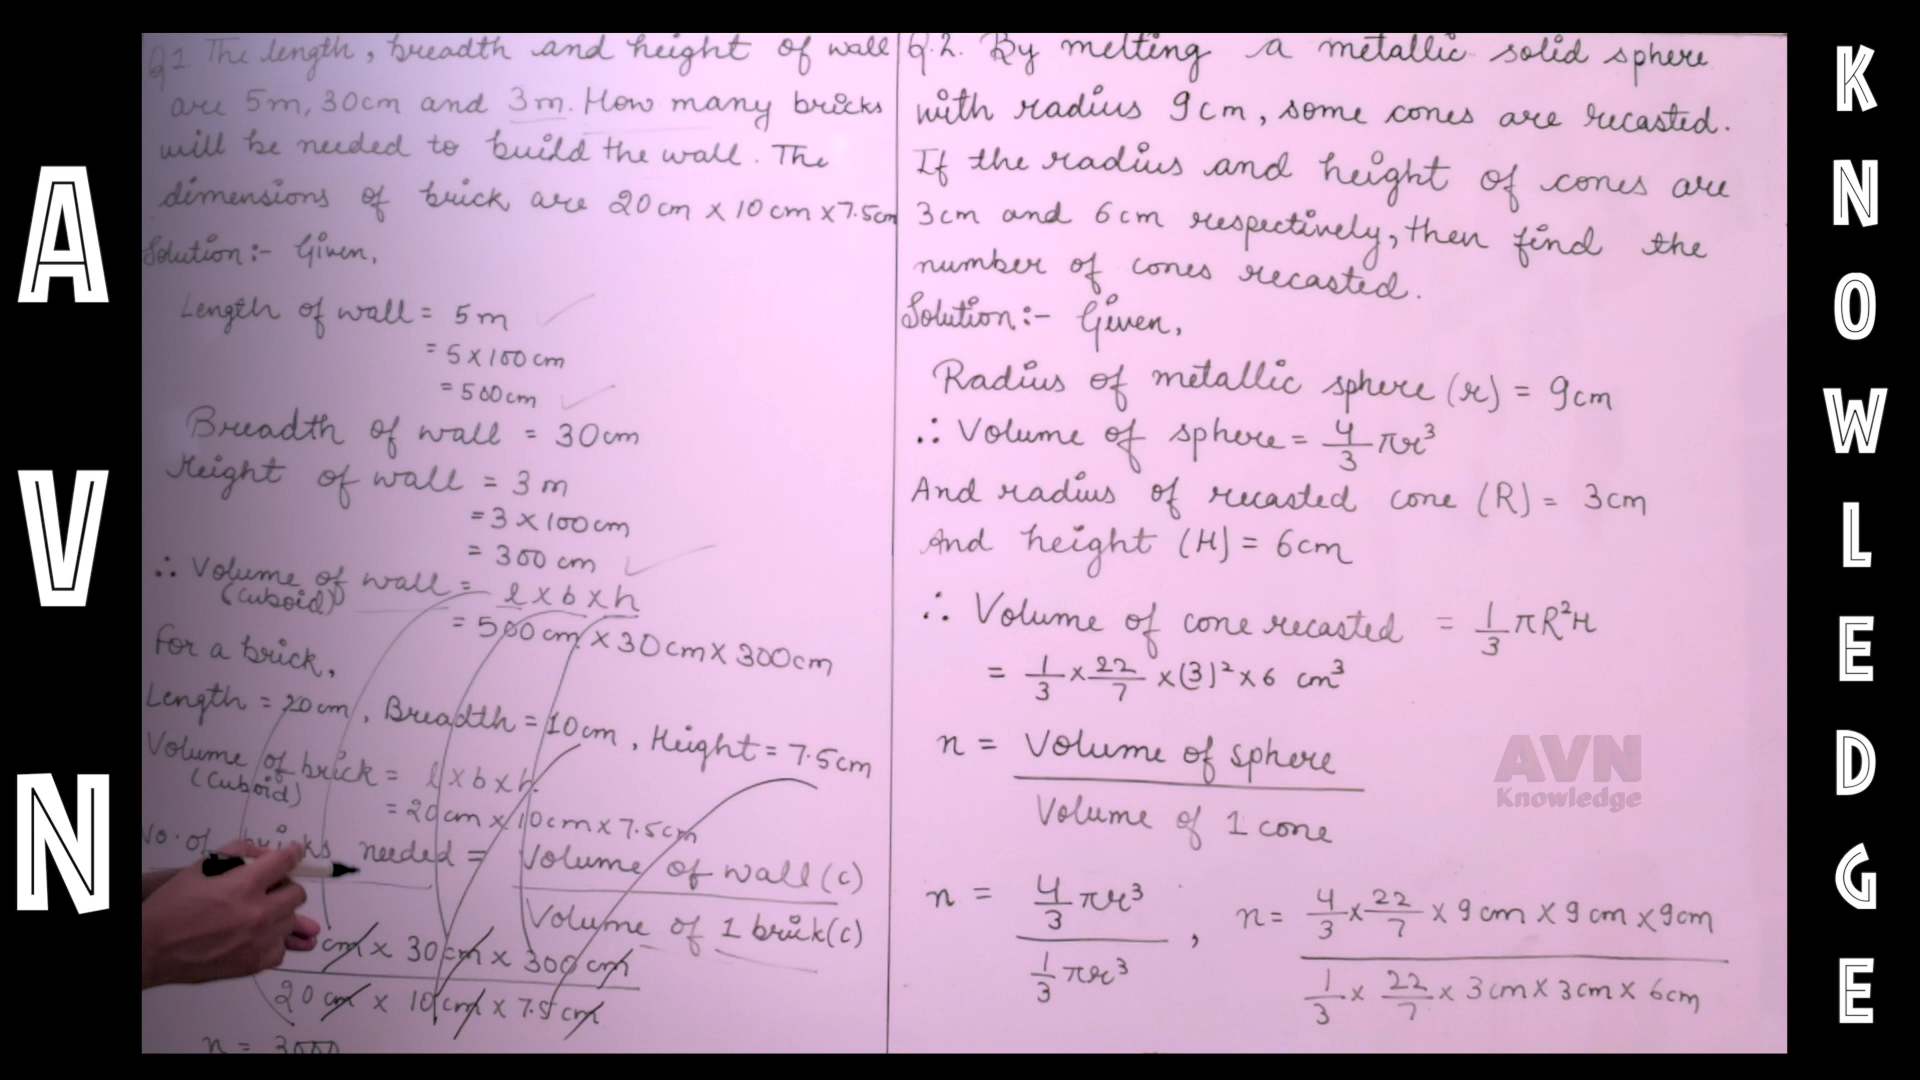 A
V
N
Q1. The length, breadth and height of wall
are 5m, 30cm and 3m. How many bricks
will be needed to build the wall. The
dimensions of brick are 20cm x 10cm x 7.5cm
Solution:- Given,
Length of wall = 5m
= 5 x 100 cm
= 500 cm
Breadth of wall = 30cm
Height of wall = 3 m
= 3 x 100 cm
= 300 cm
∴ Volume of wall = l x b x h
(cuboid)
= 500 cm x 30cm x 300cm
For a brick,
Length = 20cm, Breadth = 10cm, Height = 7.5cm
Volume of brick = l x b x h
(cuboid)
= 20cm x 10cm x 7.5cm
No. of bricks needed = Volume of wall (c)
Volume of 1 brick (c)
cm x 30 cm x 300 cm
20 cm x 10 cm x 7.5 cm
n = 3000
Q.2. By melting a metallic solid sphere
with radius 9cm, some cones are recasted.
If the radius and height of cones are
3cm and 6cm respectively, then find the
number of cones recasted.
Solution:- Given,
Radius of metallic sphere (r) = 9cm
∴ Volume of sphere = 4/3 πr³
And radius of recasted cone (R) = 3cm
And height (H) = 6cm
∴ Volume of cone recasted = 1/3 πR²H
= 1/3 x 22/7 x (3)² x 6 cm³
n = Volume of sphere
Volume of 1 cone
n = 4/3 πr³ , n = 4/3 x 22/7 x 9cm x 9cm x 9cm
1/3 πr³ 1/3 x 22/7 x 3cm x 3cm x 6cm
AVN
Knowledge
K
N
O
W
L
E
D
G
E